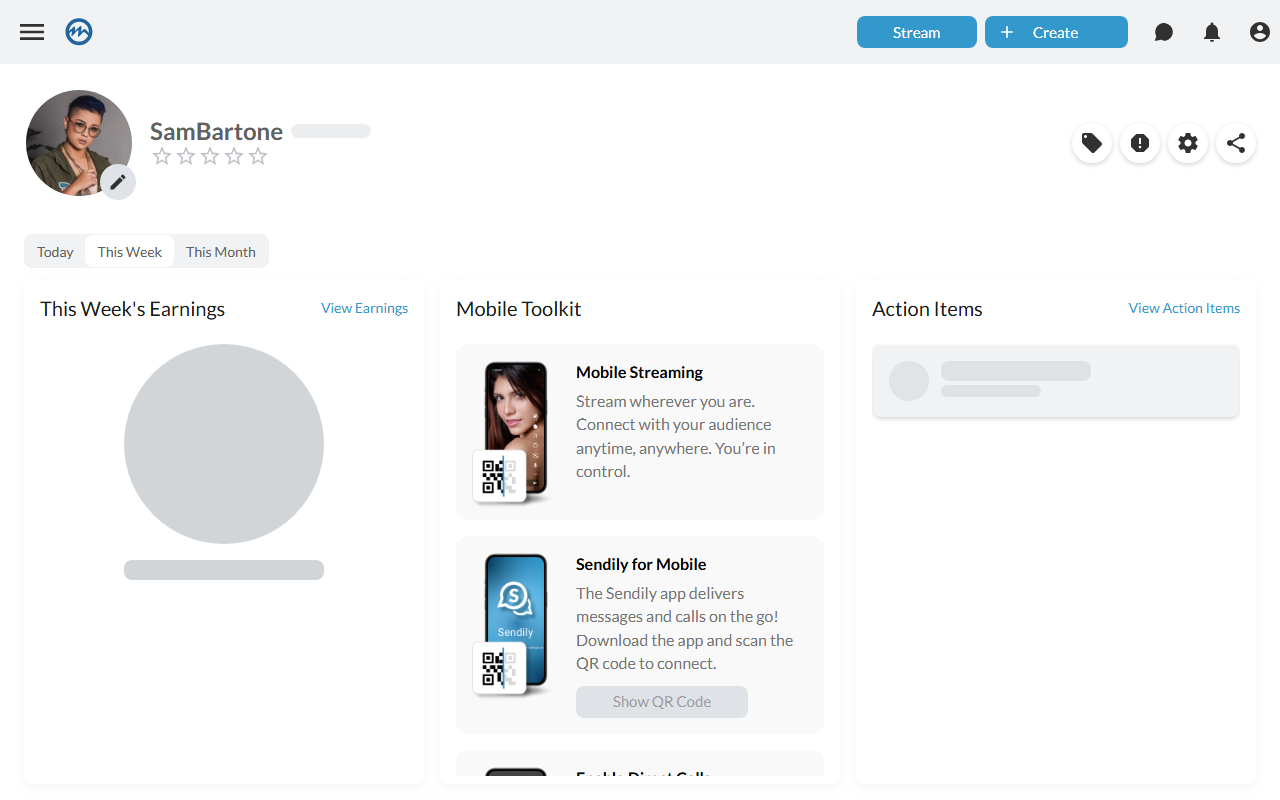 Stream
Create
SamBartone
Today
This Week
This Month
This Week's Earnings
View Earnings
Mobile Toolkit
Mobile Streaming
Stream wherever you are.
Connect with your audience
anytime, anywhere. You’re in
control.
Sendily
Sendily for Mobile
The Sendily app delivers
messages and calls on the go!
Download the app and scan the
QR code to connect.
Show QR Code
Enable Direct Calls
Action Items
View Action Items